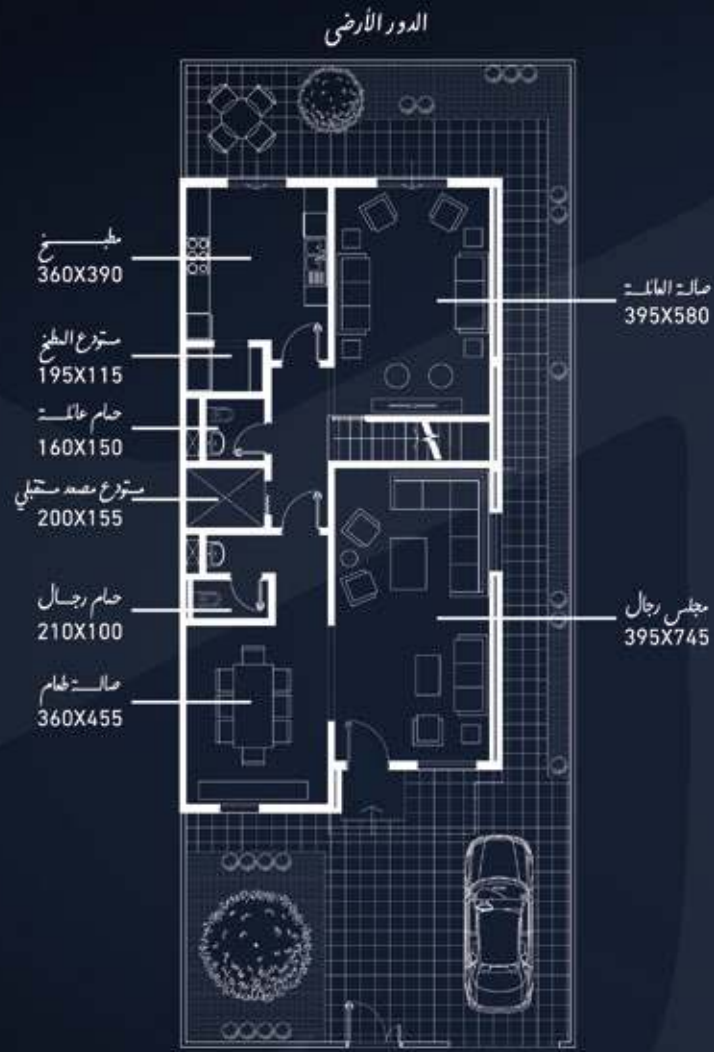 الدور الأرضى
مطبخ
360X390
مستودع المطبخ
195X115
حمام عائلة
160X150
مستودع مصعد مستقبلي
200X155
حمام رجال
210X100
صالة طعام
360X455
صالة العائلة
395X580
مجلس رجال
395X745